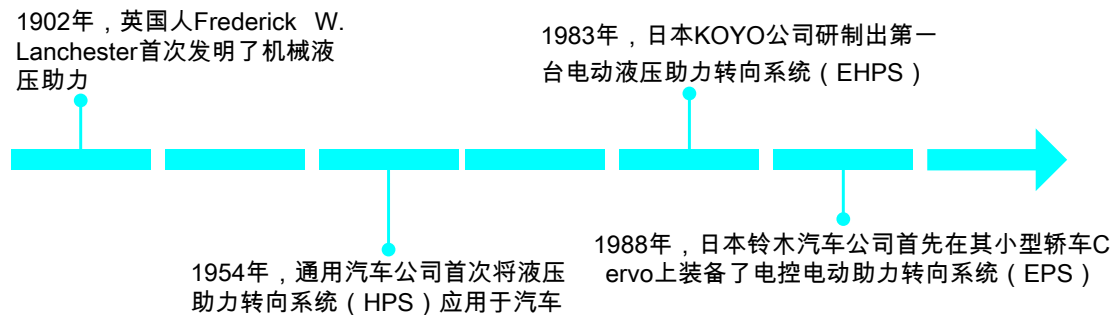 1902年，英国人Frederick W.
Lanchester首次发明了机械液
压助力
1983年，日本KOYO公司研制出第一
台电动液压助力转向系统（EHPS）
1954年，通用汽车公司首次将液压
助力转向系统（HPS）应用于汽车
1988年，日本铃木汽车公司首先在其小型轿车C
ervo上装备了电控电动助力转向系统（EPS）